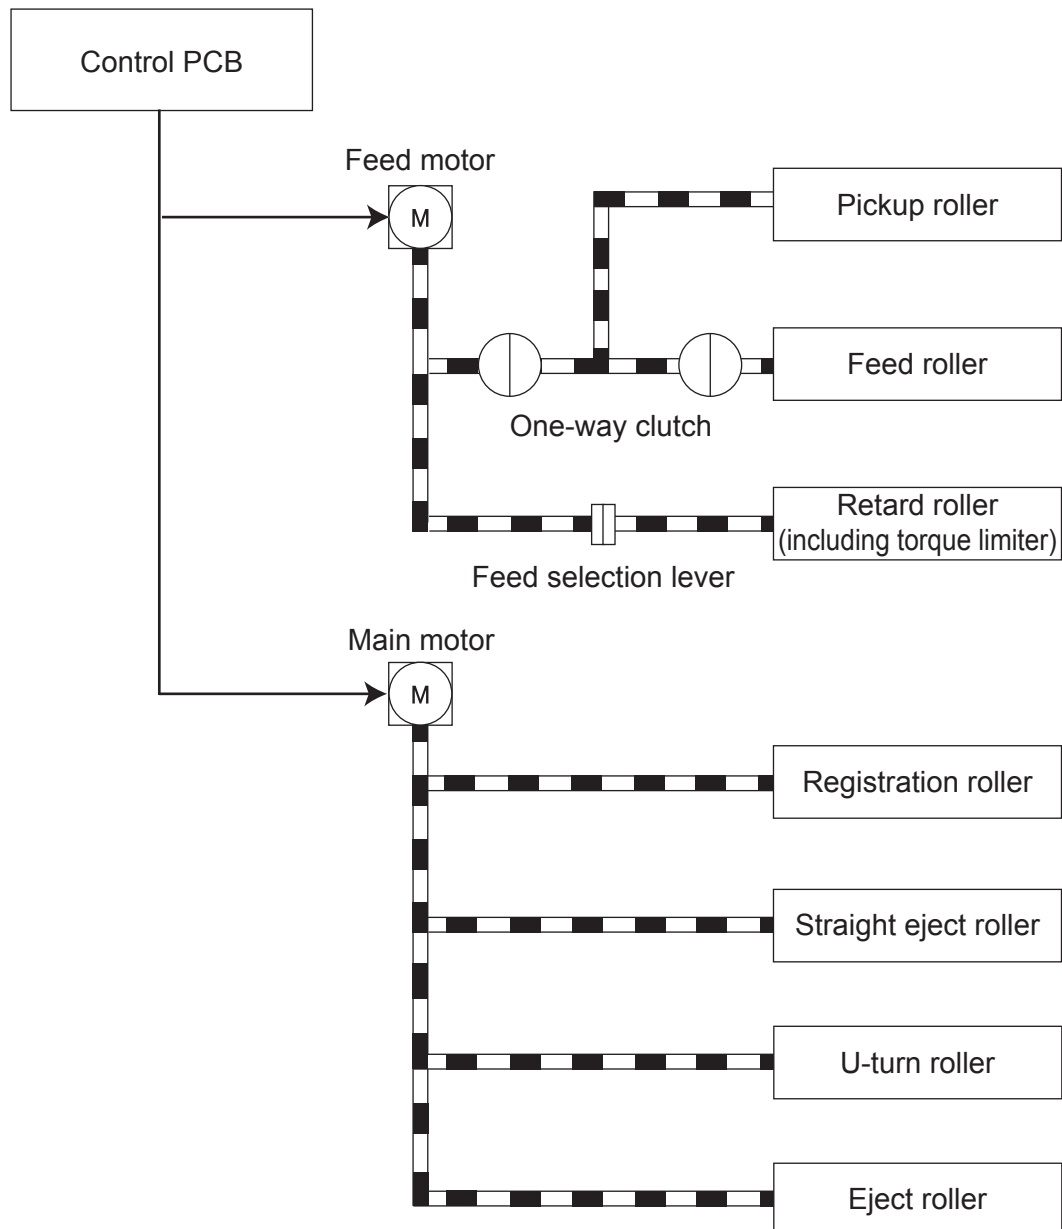 Control PCB
Feed motor
M
Pickup roller
Feed roller
One-way clutch
Retard roller
(including torque limiter)
Feed selection lever
Main motor
M
Registration roller
Straight eject roller
U-turn roller
Eject roller